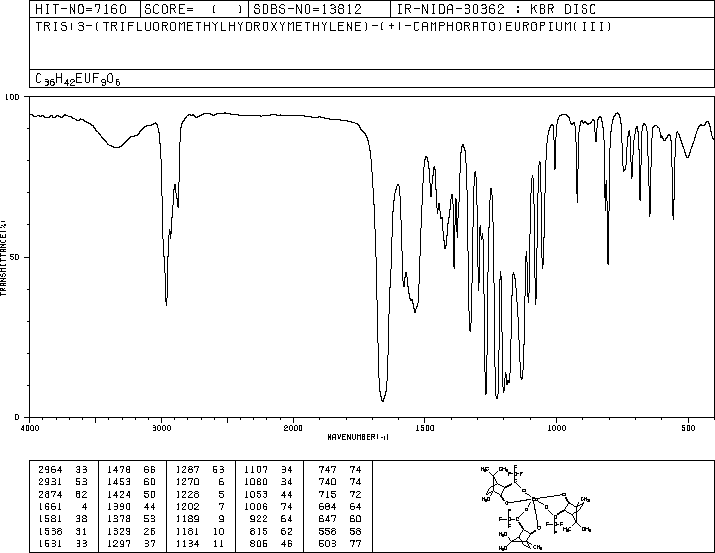 HIT-NO=7160 SCORE= ( ) SDBS-NO=13812 IR-NIDA-30362 : KBR DISC
TRIS(3-(TRIFLUOROMETHYLHYDROXYMETHYLENE)-(+)-CAMPHORATO)EUROPIUM(III)
C36H42EUF9O6
100
50
0
TRANSMITTANCE(%)
4000 3000 2000 1500 1000 500
WAVENUMBER(-1)
2964 33 1478 66 1287 53 1107 34 747 74
2931 53 1453 60 1270 6 1080 34 740 74
2874 62 1424 50 1228 5 1053 44 715 72
1661 4 1390 44 1202 7 1006 74 684 64
1581 38 1378 53 1189 9 922 64 647 60
1538 31 1329 26 1181 10 815 62 558 58
1531 33 1297 37 1134 11 806 46 503 77